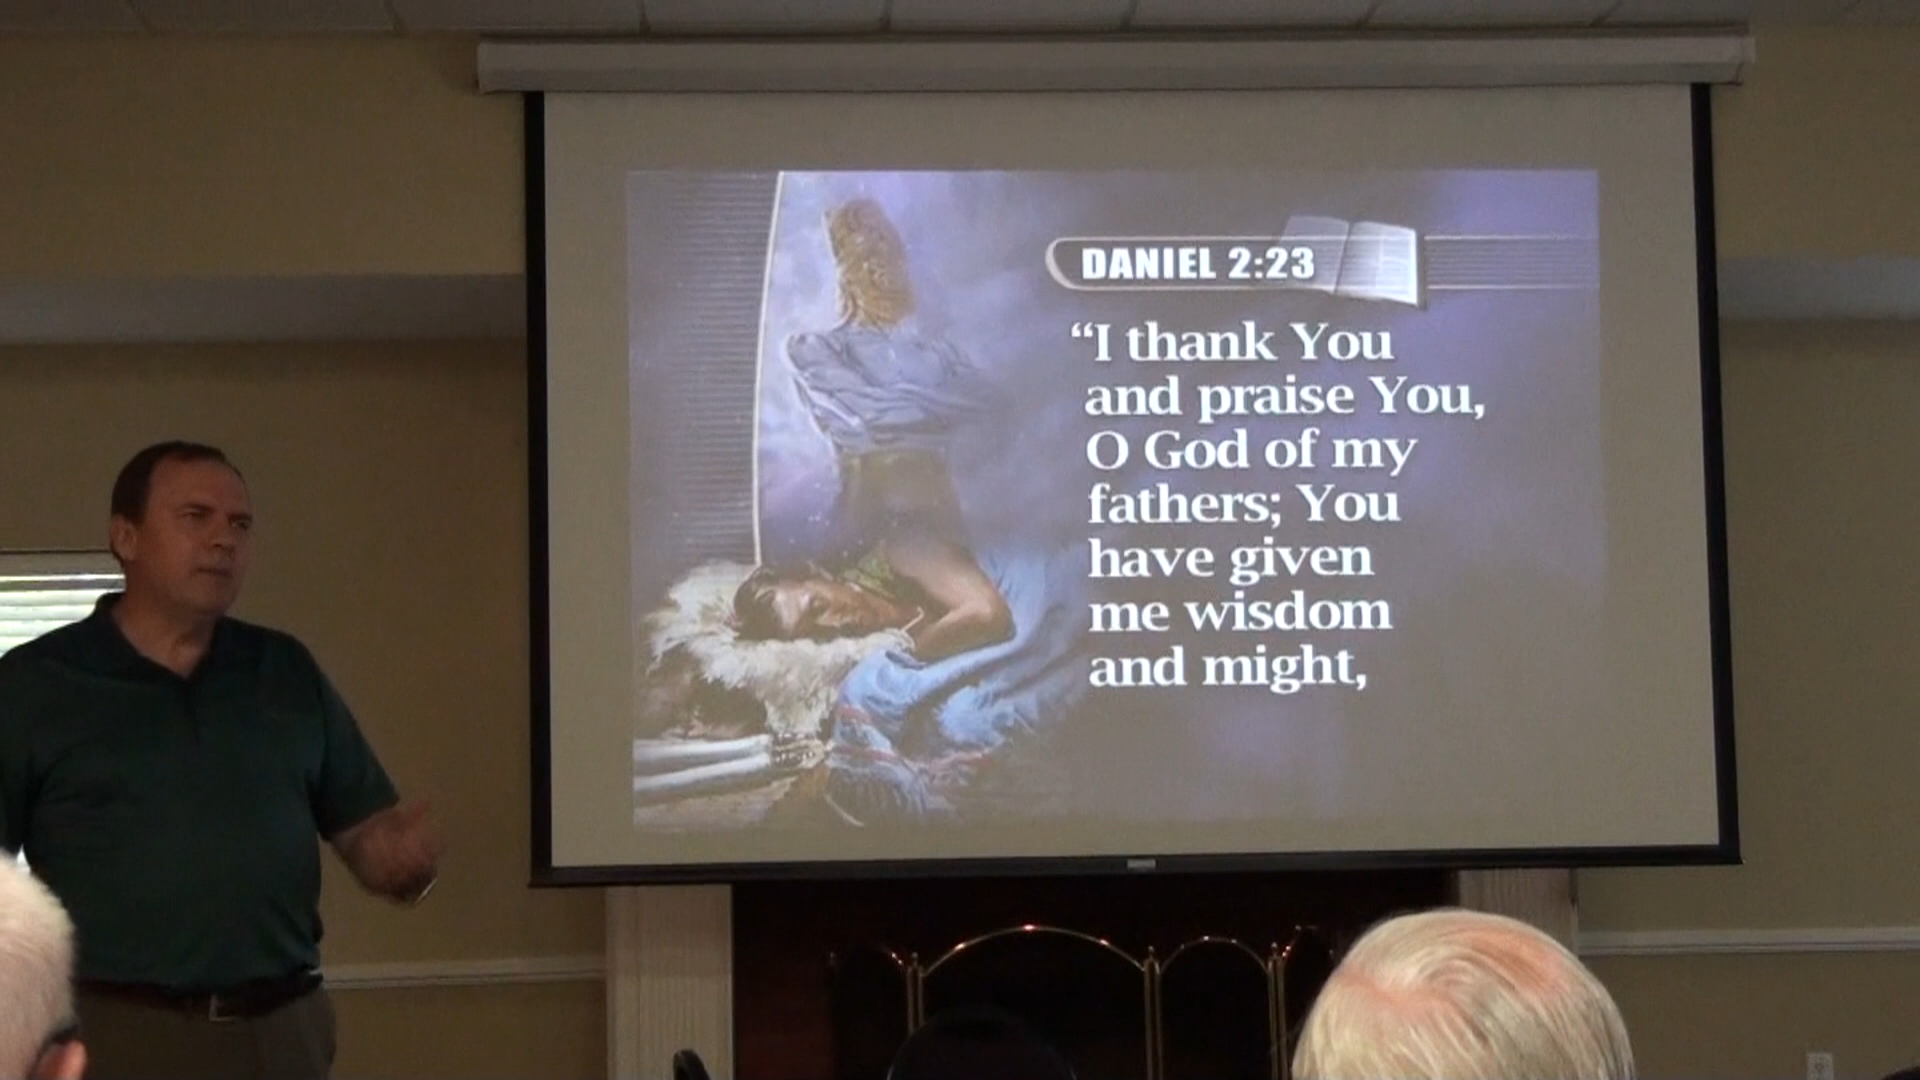 DANIEL 2:23
“I thank You
and praise You,
O God of my
fathers; You
have given
me wisdom
and might,